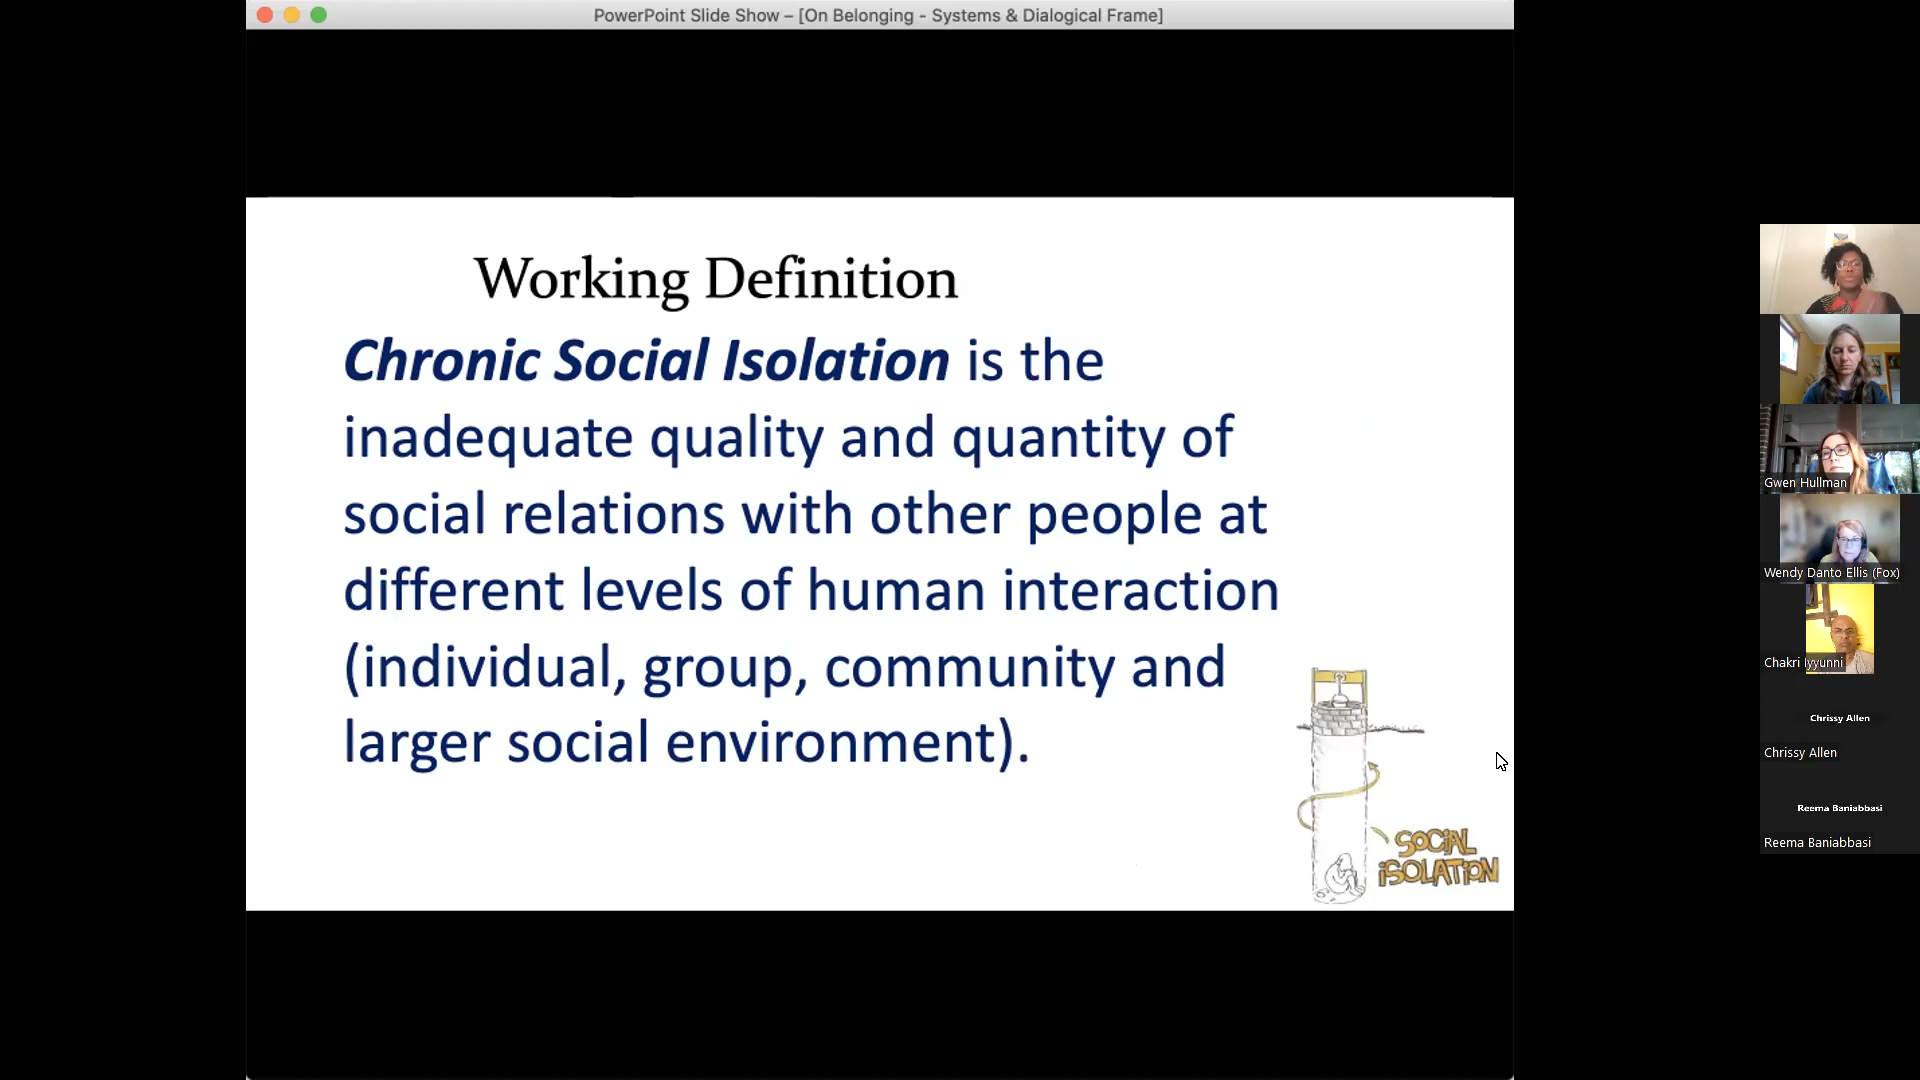 PowerPoint Slide Show – [On Belonging - Systems & Dialogical Frame]
Working Definition
Chronic Social Isolation is the
inadequate quality and quantity of
social relations with other people at
different levels of human interaction
(individual, group, community and
larger social environment).
SOCIAL
ISOLATION
Gwen Hullman
Wendy Danto Ellis (Fox)
Chakri Iyyunni
Chrissy Allen
Chrissy Allen
Reema Baniabbasi
Reema Baniabbasi